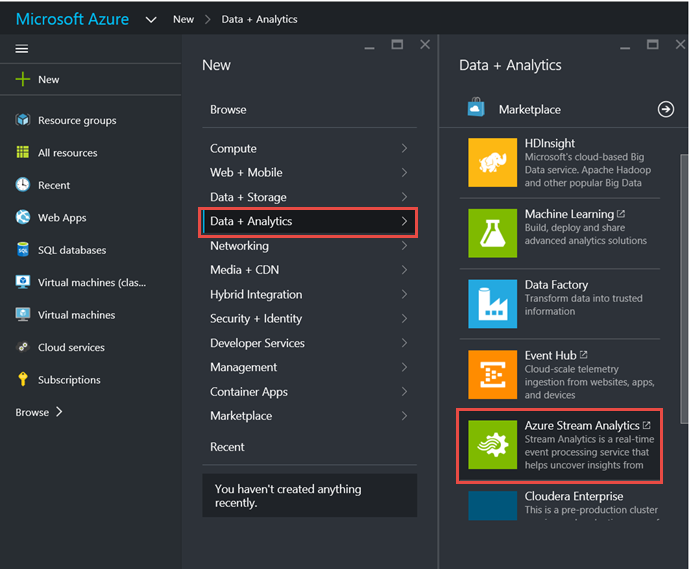 Microsoft Azure New > Data + Analytics
New
Resource groups
All resources
Recent
Web Apps
SQL databases
Virtual machines (clas...
Virtual machines
Cloud services
Subscriptions
Browse >
New
Browse
Compute
Web + Mobile
Data + Storage
Data + Analytics
Networking
Media + CDN
Hybrid Integration
Security + Identity
Developer Services
Management
Container Apps
Marketplace
Recent
You haven't created anything
recently.
Data + Analytics
Marketplace
HDInsight
Microsoft's cloud-based Big
Data service. Apache Hadoop
and other popular Big Data
Machine Learning
Build, deploy and share
advanced analytics solutions
Data Factory
Transform data into trusted
information
Event Hub
Cloud-scale telemetry
ingestion from websites, apps,
and devices
Azure Stream Analytics
Stream Analytics is a real-time
event processing service that
helps uncover insights from
Cloudera Enterprise
This is a pre-production cluster